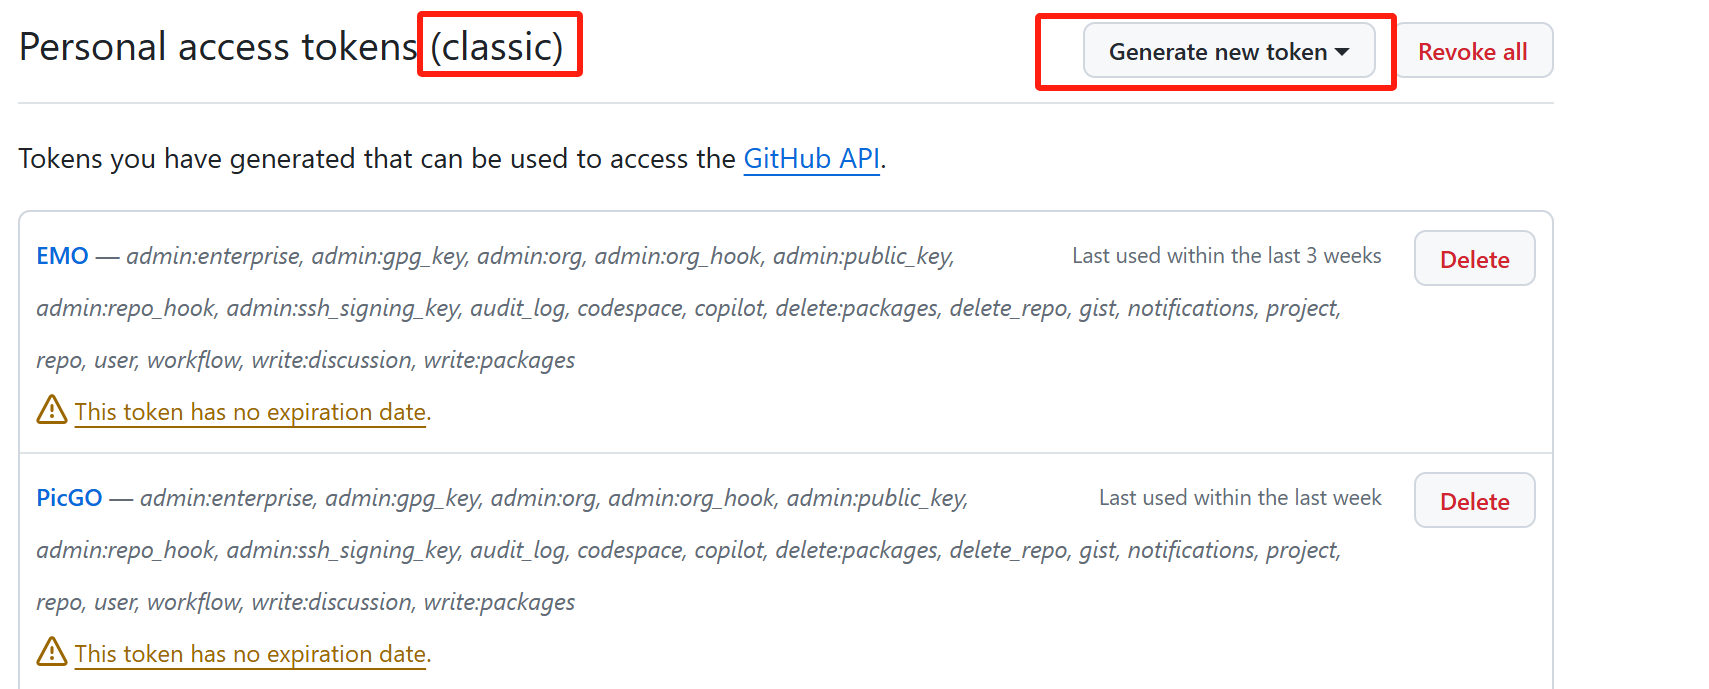 Personal access tokens (classic)
Generate new token
Revoke all
Tokens you have generated that can be used to access the GitHub API.
EMO — admin:enterprise, admin:gpg_key, admin:org, admin:org_hook, admin:public_key,
Last used within the last 3 weeks
Delete
admin:repo_hook, admin:ssh_signing_key, audit_log, codespace, copilot, delete:packages, delete_repo, gist, notifications, project,
repo, user, workflow, write:discussion, write:packages
This token has no expiration date.
PicGO — admin:enterprise, admin:gpg_key, admin:org, admin:org_hook, admin:public_key,
Last used within the last week
Delete
admin:repo_hook, admin:ssh_signing_key, audit_log, codespace, copilot, delete:packages, delete_repo, gist, notifications, project,
repo, user, workflow, write:discussion, write:packages
This token has no expiration date.